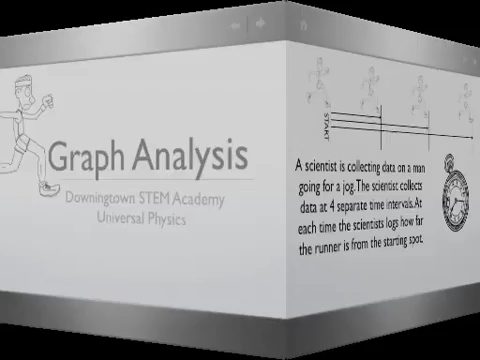 Graph Analysis
Downingtown STEM Academy
Universal Physics
START
A scientist is collecting data on a man
going for a jog. The scientist collects
data at 4 separate time intervals. At
each time the scientists logs how far
the runner is from the starting spot.